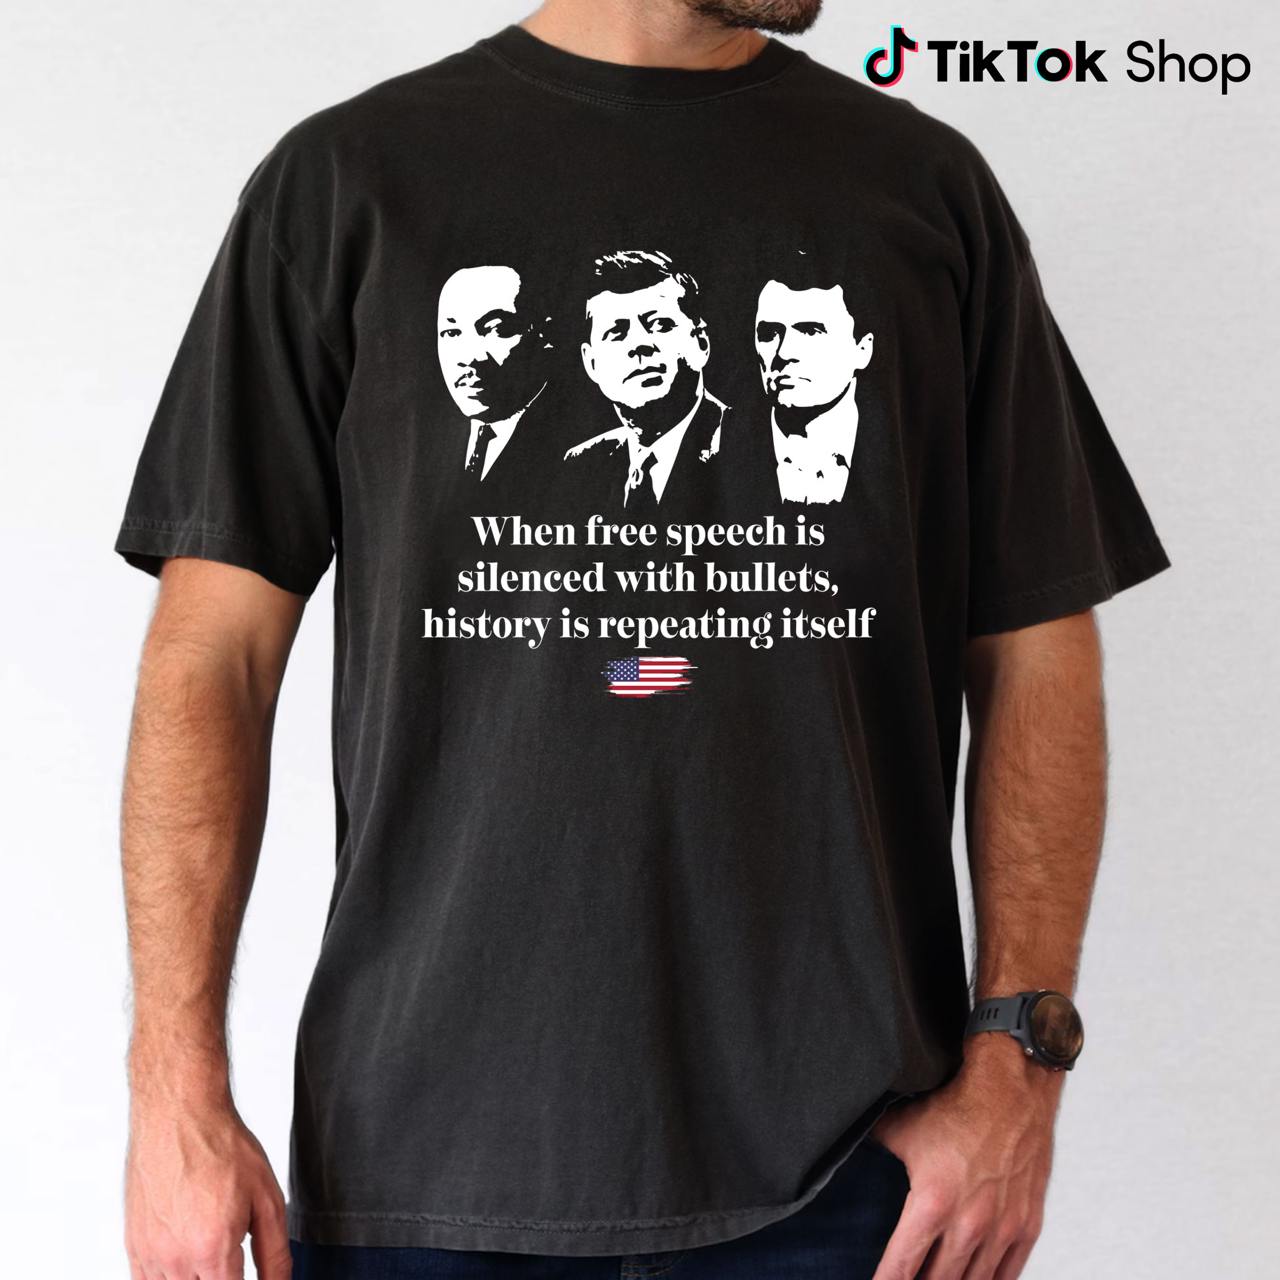 TikTok Shop
When free speech is
silenced with bullets,
history is repeating itself